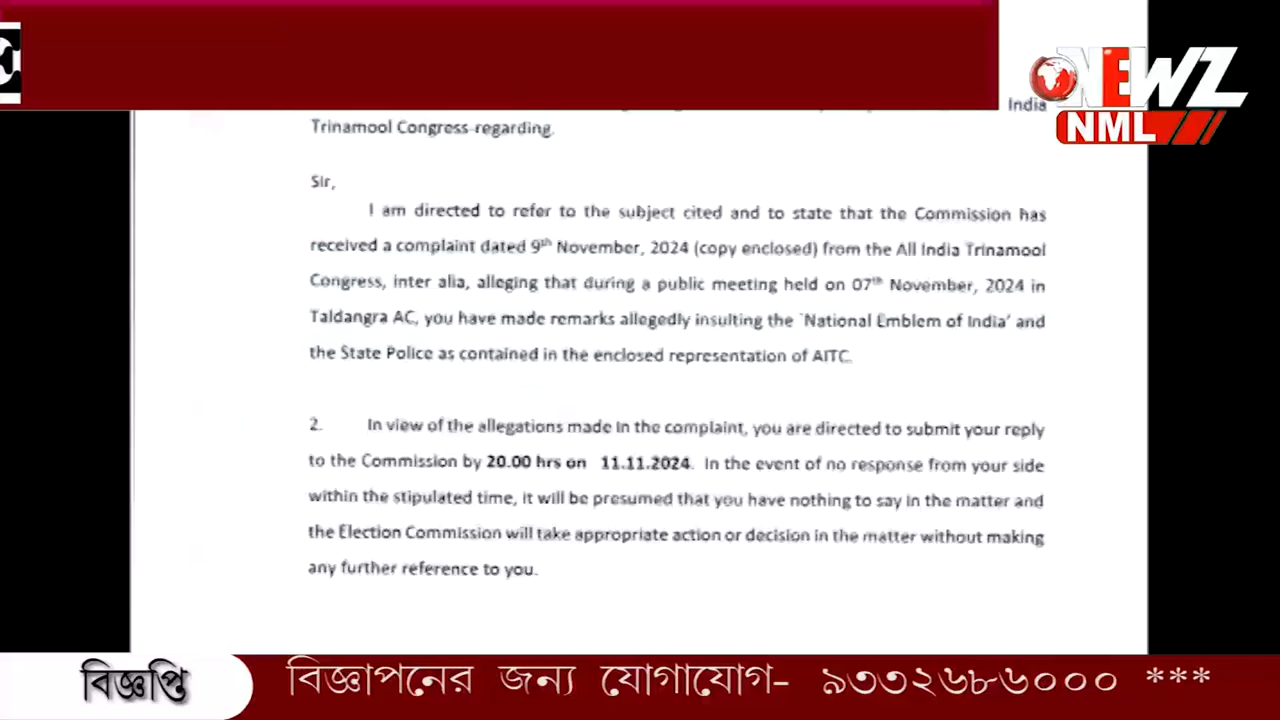 NEWZ
NML
India
Trinamool Congress-regarding.
Sir,
I am directed to refer to the subject cited and to state that the Commission has
received a complaint dated 9th November, 2024 (copy enclosed) from the All India Trinamool
Congress, inter alia, alleging that during a public meeting held on 07th November, 2024 in
Taldangra AC, you have made remarks allegedly insulting the `National Emblem of India' and
the State Police as contained in the enclosed representation of AITC.
2. In view of the allegations made in the complaint, you are directed to submit your reply
to the Commission by 20.00 hrs on 11.11.2024. In the event of no response from your side
within the stipulated time, it will be presumed that you have nothing to say in the matter and
the Election Commission will take appropriate action or decision in the matter without making
any further reference to you.
বিজ্ঞপ্তি বিজ্ঞাপনের জন্য যোগাযোগ- ৯৩৩২৬৮৬০০০ ***